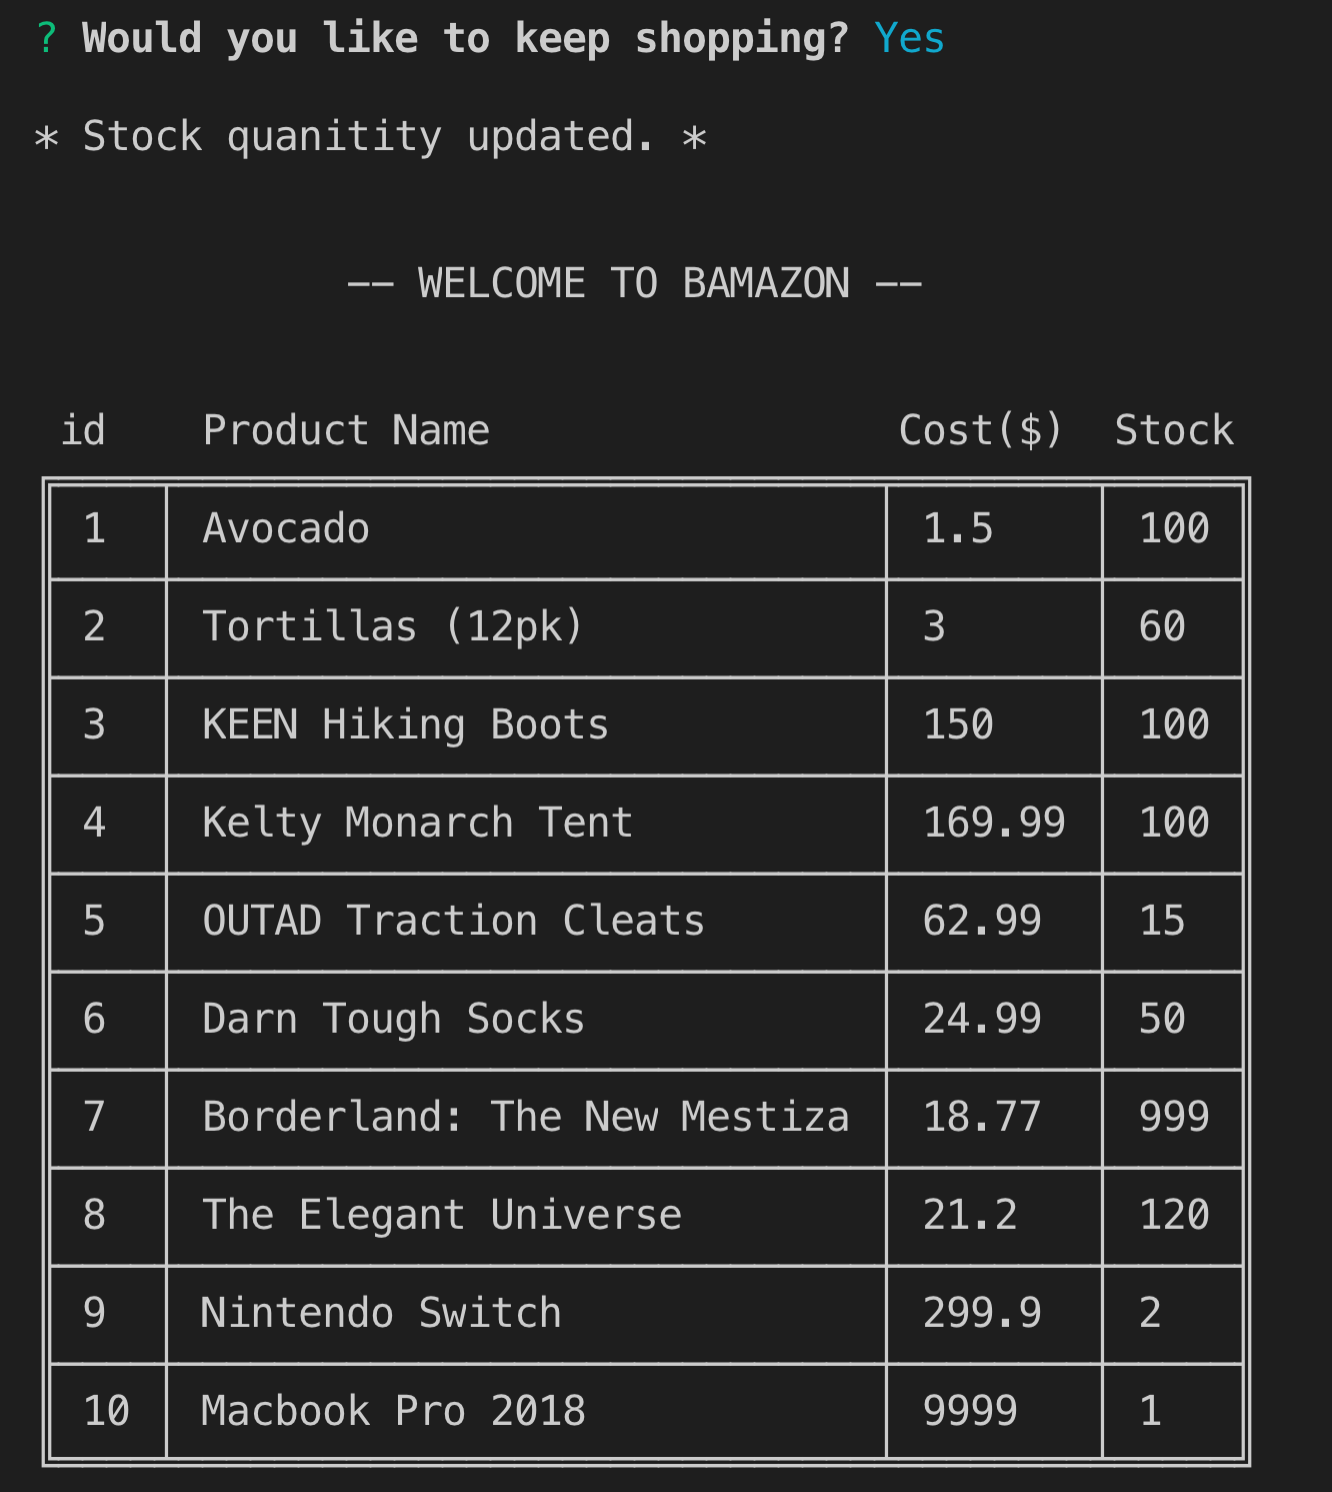 ? Would you like to keep shopping? Yes
* Stock quanitity updated. *
-- WELCOME TO BAMAZON --
id Product Name Cost($) Stock
1 Avocado 1.5 100
2 Tortillas (12pk) 3 60
3 KEEN Hiking Boots 150 100
4 Kelty Monarch Tent 169.99 100
5 OUTAD Traction Cleats 62.99 15
6 Darn Tough Socks 24.99 50
7 Borderland: The New Mestiza 18.77 999
8 The Elegant Universe 21.2 120
9 Nintendo Switch 299.9 2
10 Macbook Pro 2018 9999 1